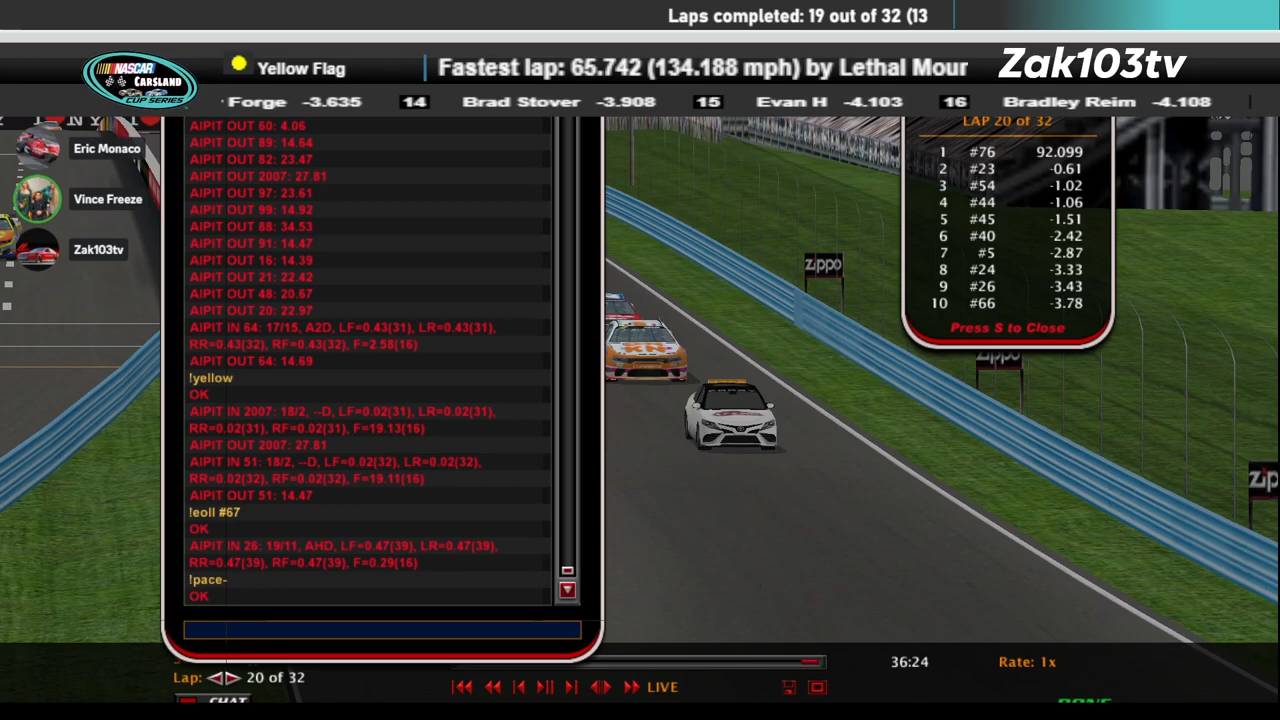 Laps completed: 19 out of 32 (13
NASCAR
CARSLAND
CUP SERIES
Yellow Flag
Fastest lap: 65.742 (134.188 mph) by Lethal Mour
Zak103tv
Forge -3.635 14 Brad Stover -3.908 15 Evan H -4.103 16 Bradley Reim -4.108
Eric Monaco
Vince Freeze
Zak103tv
AIPIT OUT 60: 4.06
AIPIT OUT 89: 14.64
AIPIT OUT 82: 23.47
AIPIT OUT 2007: 27.81
AIPIT OUT 97: 23.61
AIPIT OUT 99: 14.92
AIPIT OUT 88: 34.53
AIPIT OUT 91: 14.47
AIPIT OUT 16: 14.39
AIPIT OUT 21: 22.42
AIPIT OUT 48: 20.67
AIPIT OUT 20: 22.97
AIPIT IN 64: 17/15, A2D, LF=0.43(31), LR=0.43(31),
RR=0.43(32), RF=0.43(32), F=2.58(16)
AIPIT OUT 64: 14.69
!yellow
OK
AIPIT IN 2007: 18/2, --D, LF=0.02(31), LR=0.02(31),
RR=0.02(31), RF=0.02(31), F=19.13(16)
AIPIT OUT 2007: 27.81
AIPIT IN 51: 18/2, --D, LF=0.02(32), LR=0.02(32),
RR=0.02(32), RF=0.02(32), F=19.11(16)
AIPIT OUT 51: 14.47
!eoll #67
OK
AIPIT IN 26: 19/11, AHD, LF=0.47(39), LR=0.47(39),
RR=0.47(39), RF=0.47(39), F=0.29(16)
!pace-
OK
LAP 20 of 32
1 #76 92.099
2 #23 -0.61
3 #54 -1.02
4 #44 -1.06
5 #45 -1.51
6 #40 -2.42
7 #5 -2.87
8 #24 -3.33
9 #26 -3.43
10 #66 -3.78
Press S to Close
zippo
zippo
zip
36:24
Rate: 1x
Lap: 20 of 32
LIVE
CHAT
DONE